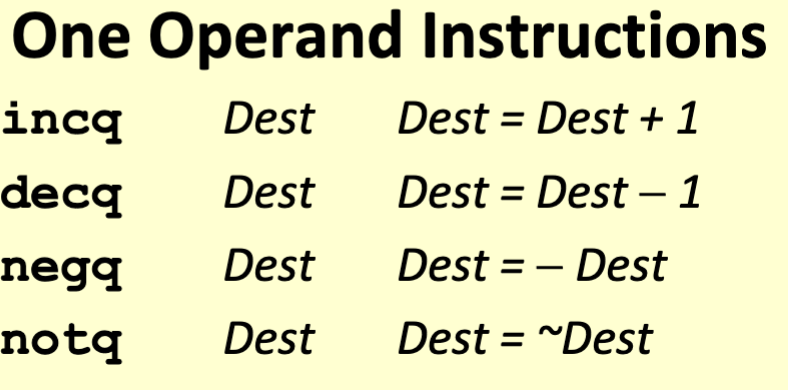 One Operand Instructions
incq Dest Dest = Dest + 1
decq Dest Dest = Dest – 1
negq Dest Dest = – Dest
notq Dest Dest = ~Dest